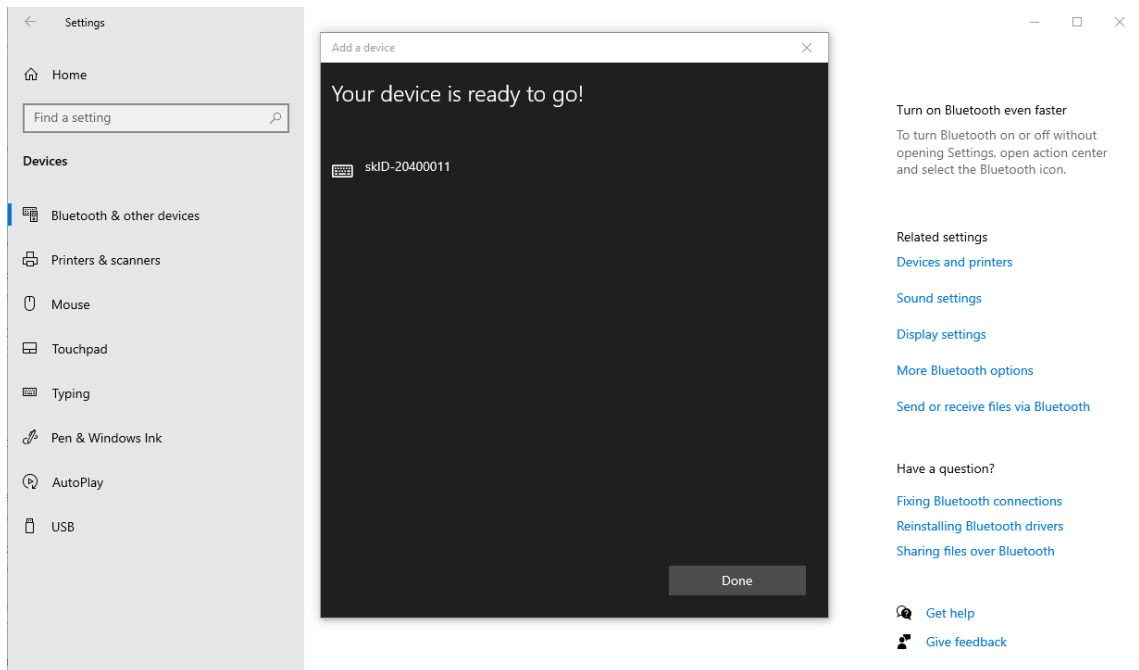 Settings
Home
Find a setting
Devices
Bluetooth & other devices
Printers & scanners
Mouse
Touchpad
Typing
Pen & Windows Ink
AutoPlay
USB
Add a device
Your device is ready to go!
skID-20400011
Done
Turn on Bluetooth even faster
To turn Bluetooth on or off without
opening Settings, open action center
and select the Bluetooth icon.
Related settings
Devices and printers
Sound settings
Display settings
More Bluetooth options
Send or receive files via Bluetooth
Have a question?
Fixing Bluetooth connections
Reinstalling Bluetooth drivers
Sharing files over Bluetooth
Get help
Give feedback